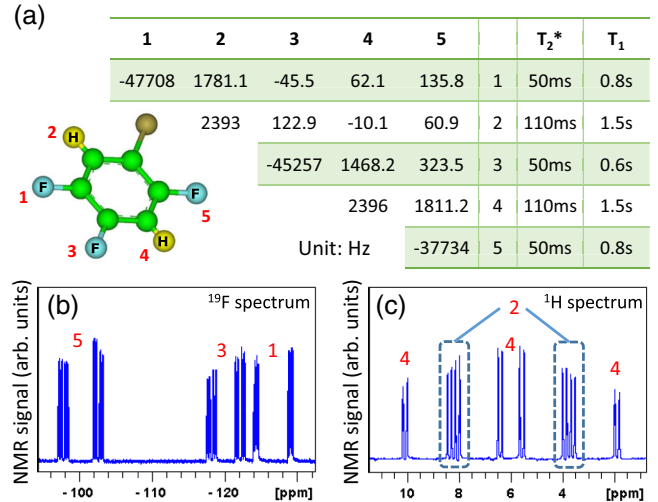 (a)
1 2 3 4 5 T2* T1
-47708 1781.1 -45.5 62.1 135.8 1 50ms 0.8s
2393 122.9 -10.1 60.9 2 110ms 1.5s
-45257 1468.2 323.5 3 50ms 0.6s
2396 1811.2 4 110ms 1.5s
Unit: Hz -37734 5 50ms 0.8s
2 H
F F
1 5
F H
3 4
(b) 19F spectrum
5 3 1
NMR signal (arb. units)
-100 -110 -120 [ppm]
(c) 1H spectrum
2
4 4 4
NMR signal (arb. units)
10 8 6 4 [ppm]